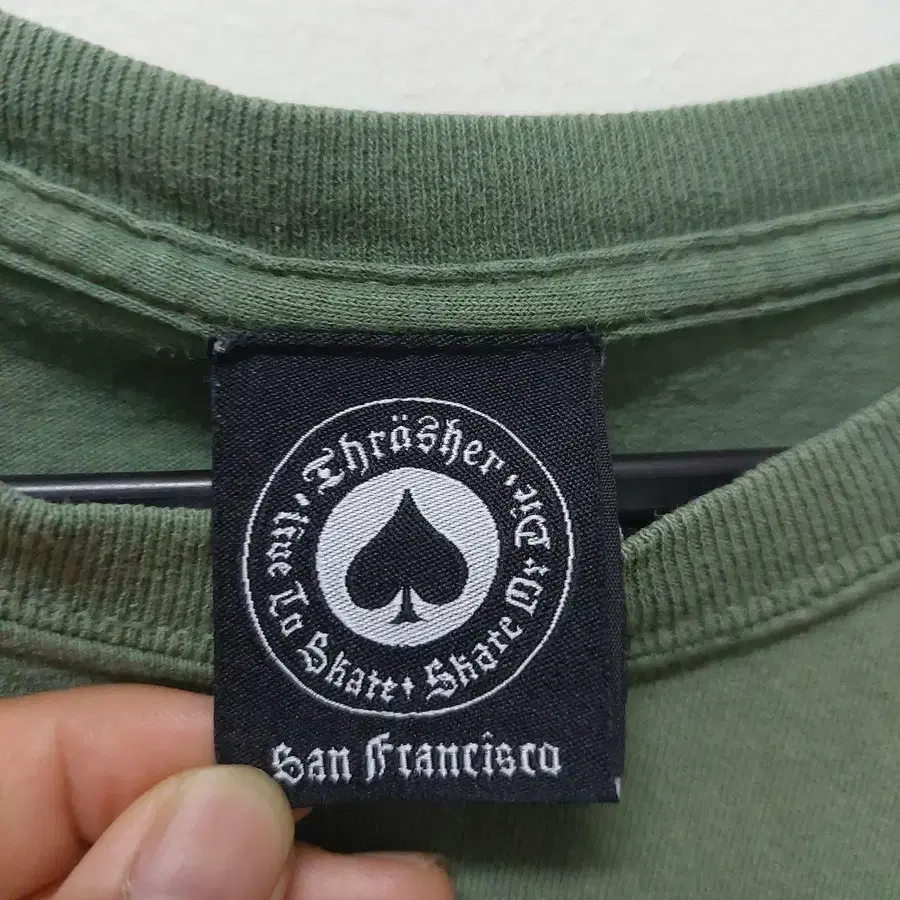 Thräsher
Live To Skate
Skate Or Die
San Francisco